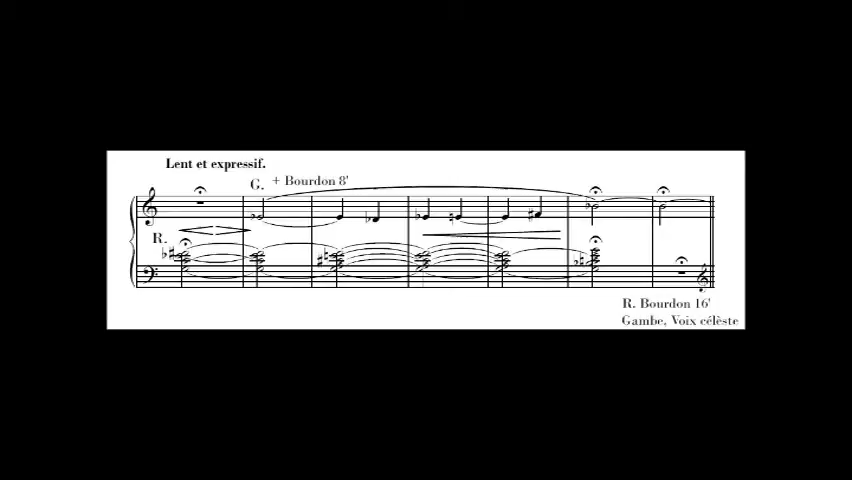 Lent et expressif.
G. + Bourdon 8'
R.
R. Bourdon 16'
Gambe, Voix célèste